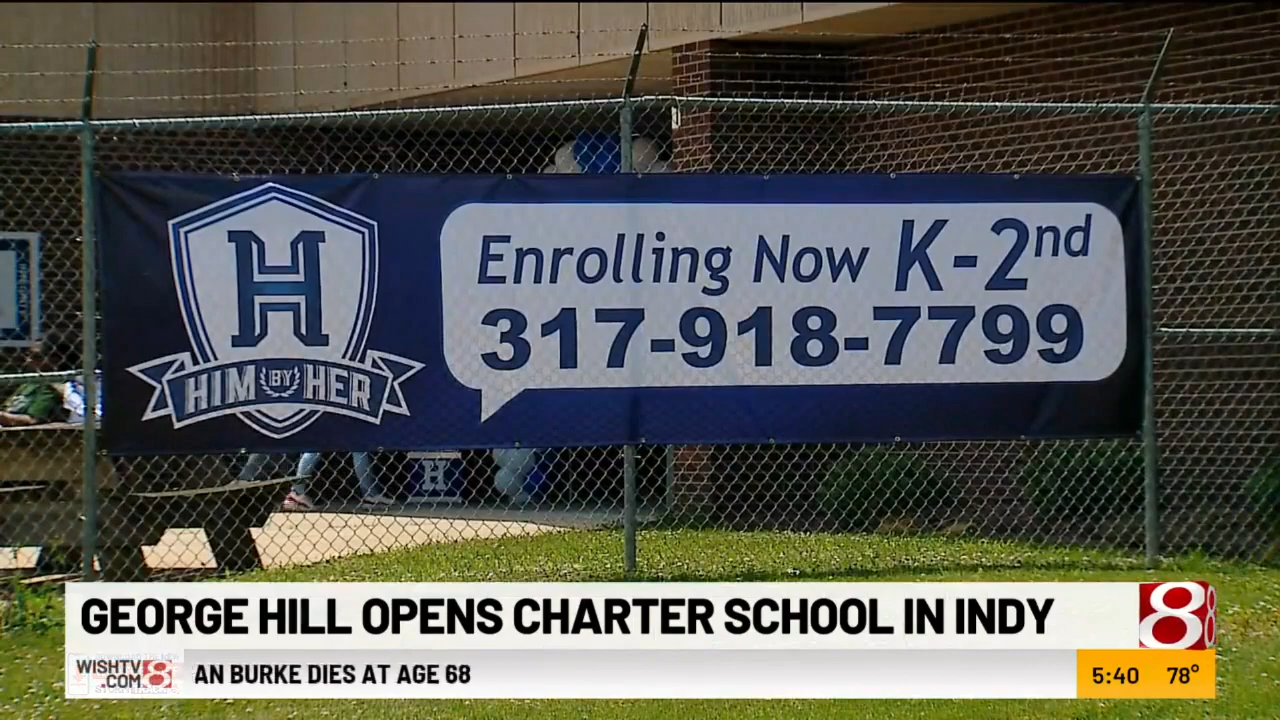 H
HIM BY HER
Enrolling Now K-2nd
317-918-7799
H
GEORGE HILL OPENS CHARTER SCHOOL IN INDY
8
WISHTV 8
.COM
AN BURKE DIES AT AGE 68
5:40 78°